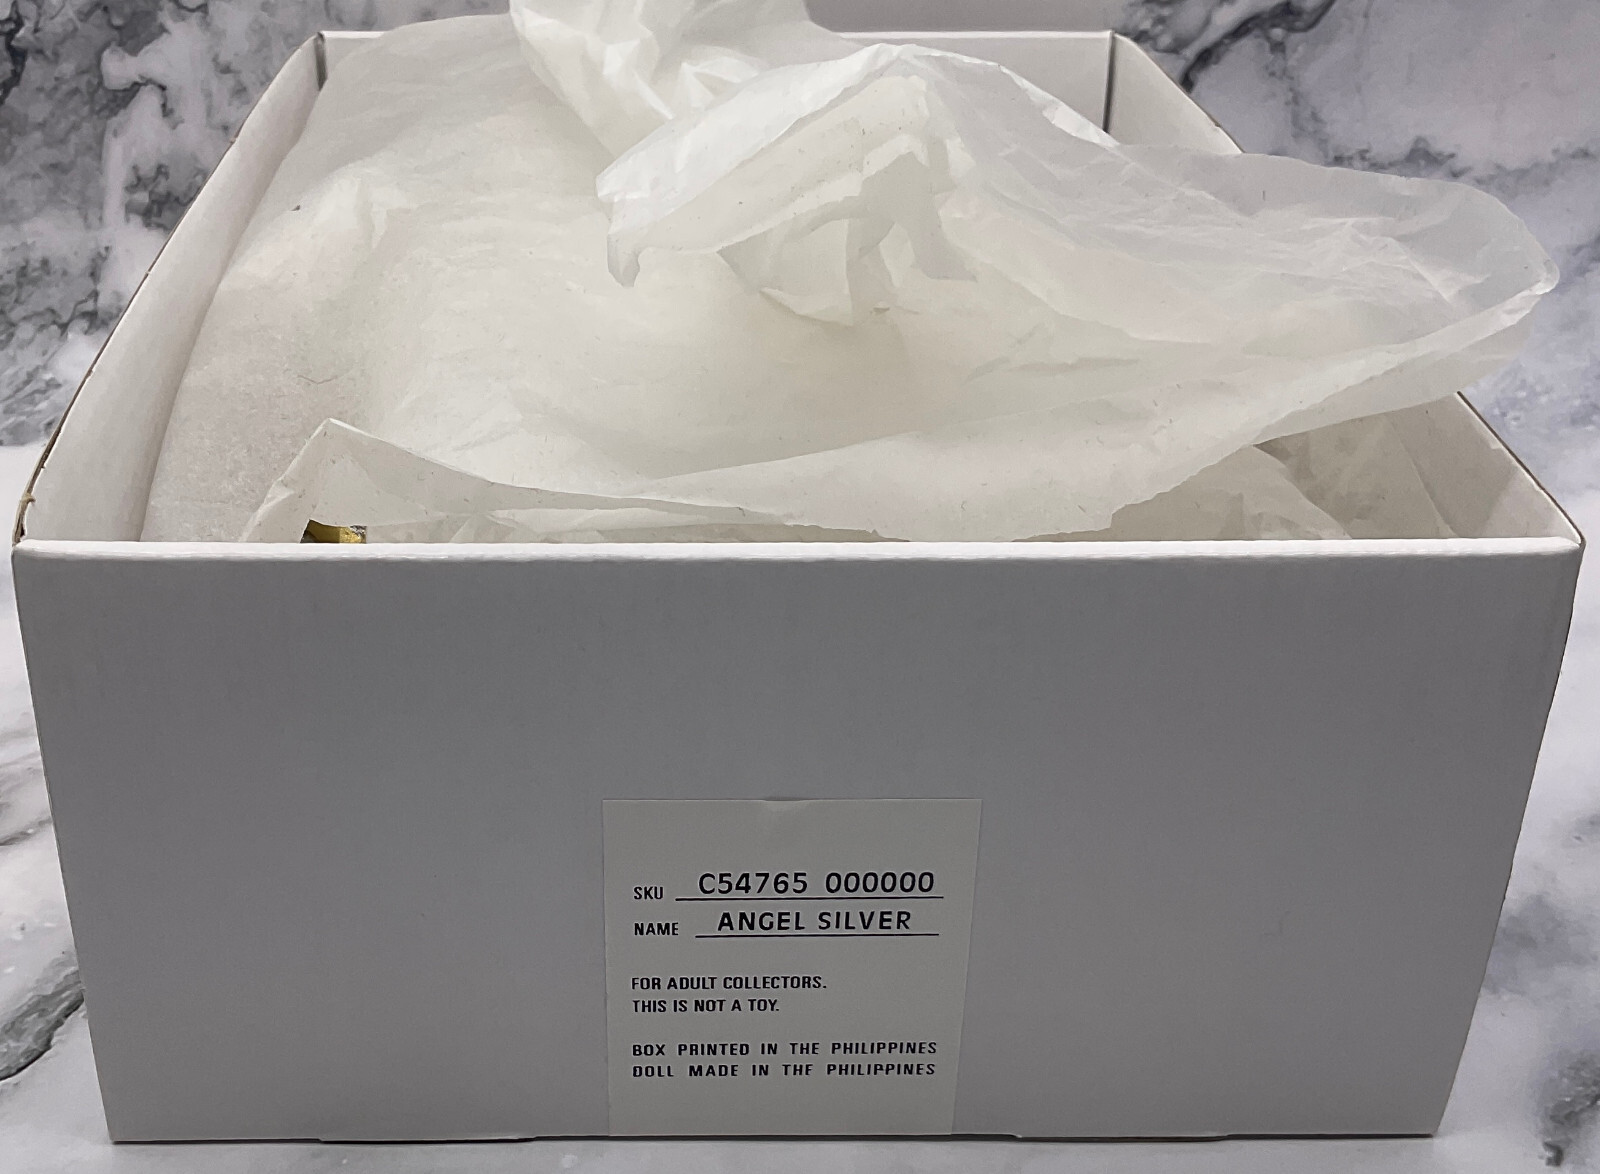 SKU C54765 000000
NAME ANGEL SILVER
FOR ADULT COLLECTORS.
THIS IS NOT A TOY.
BOX PRINTED IN THE PHILIPPINES
DOLL MADE IN THE PHILIPPINES